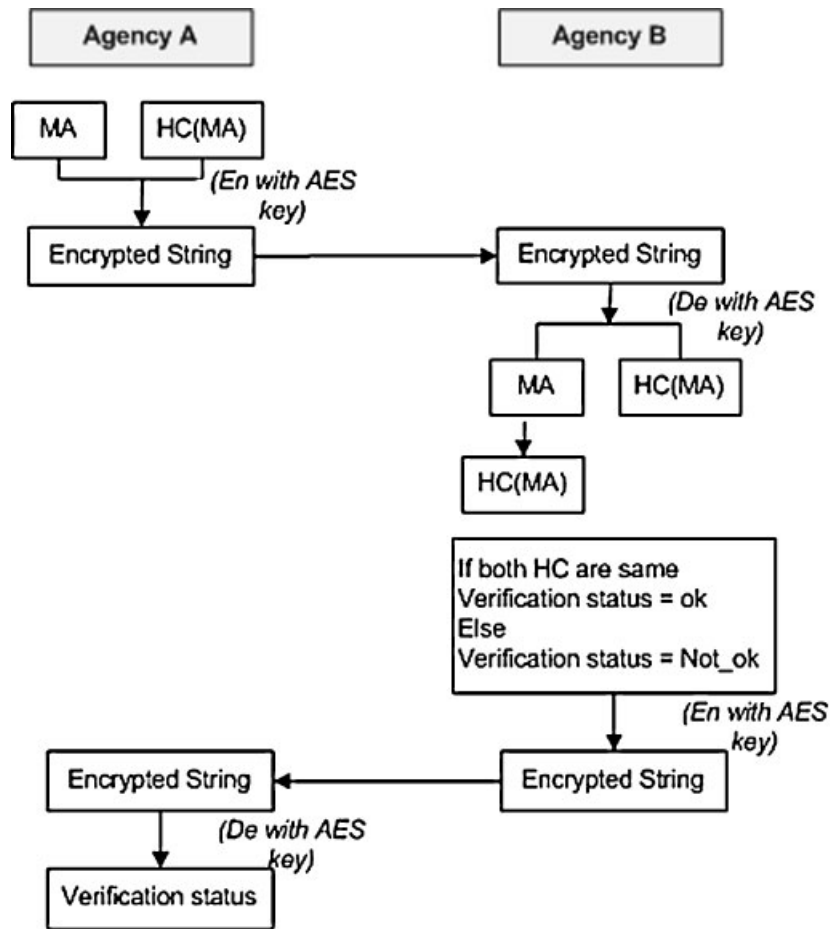 Agency A
Agency B
MA
HC(MA)
(En with AES
key)
Encrypted String
Encrypted String
(De with AES
key)
MA
HC(MA)
HC(MA)
If both HC are same
Verification status = ok
Else
Verification status = Not_ok
(En with AES
key)
Encrypted String
Encrypted String
(De with AES
key)
Verification status